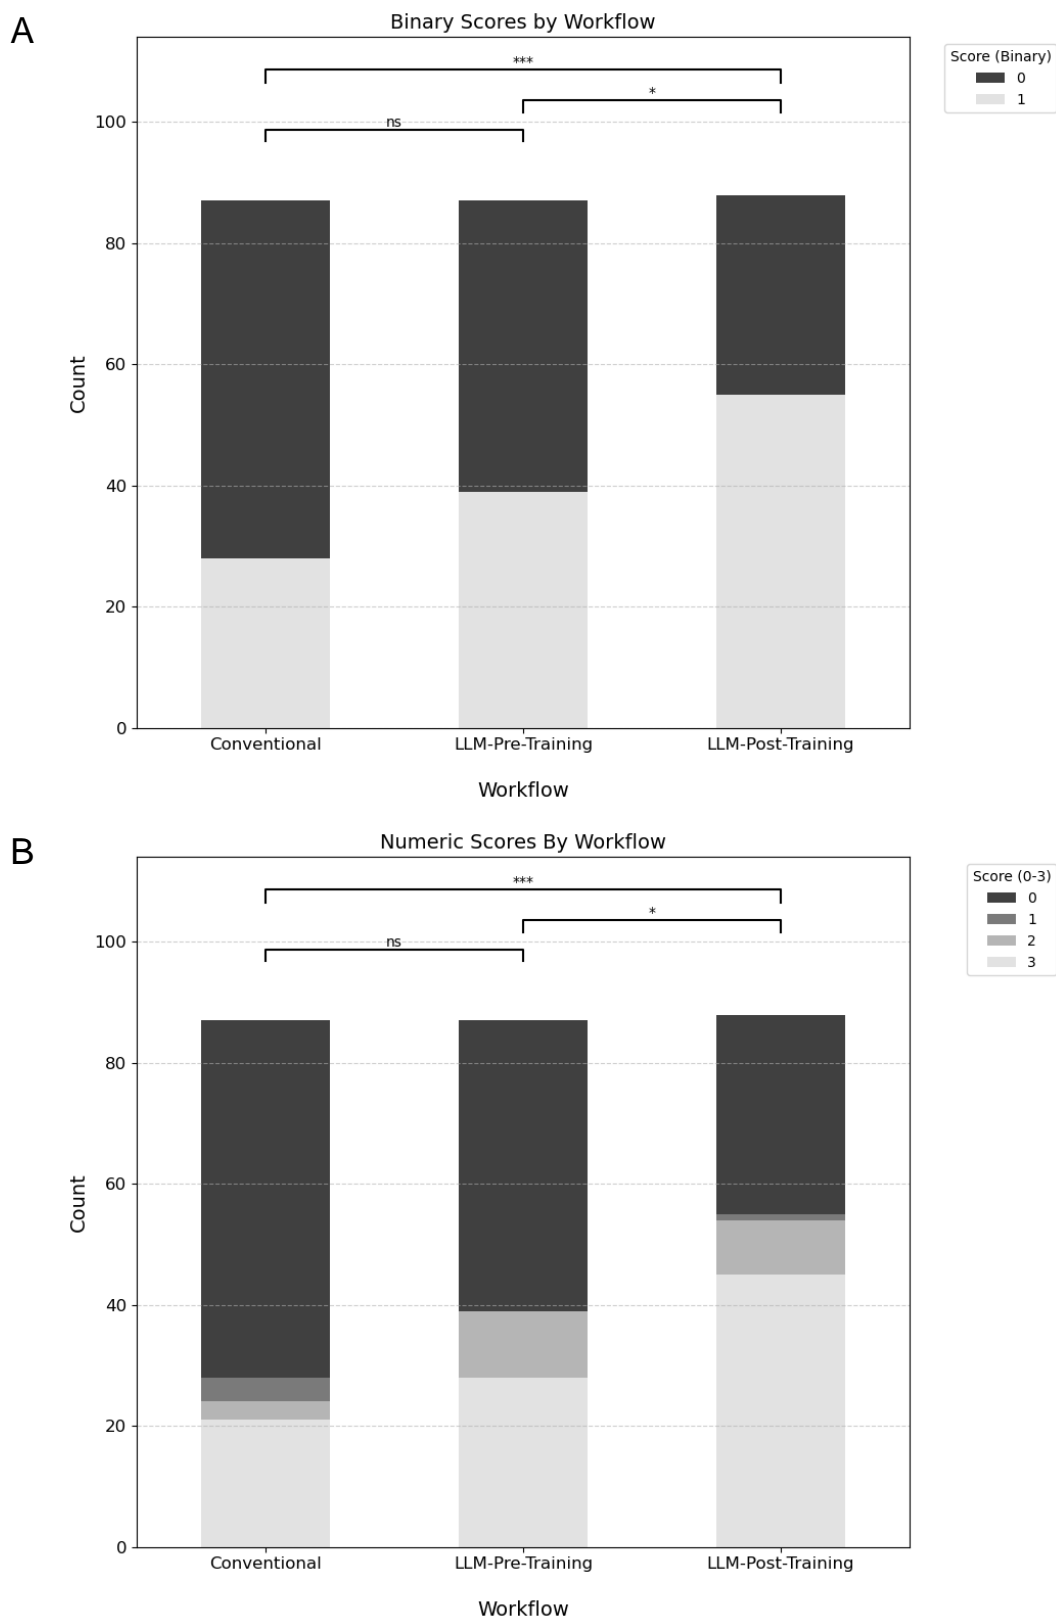 A
Binary Scores by Workflow
Score (Binary)
0
1
***
*
ns
100
80
60
40
20
0
Count
Conventional
LLM-Pre-Training
LLM-Post-Training
Workflow
B
Numeric Scores By Workflow
Score (0-3)
0
1
2
3
***
*
ns
100
80
60
40
20
0
Count
Conventional
LLM-Pre-Training
LLM-Post-Training
Workflow